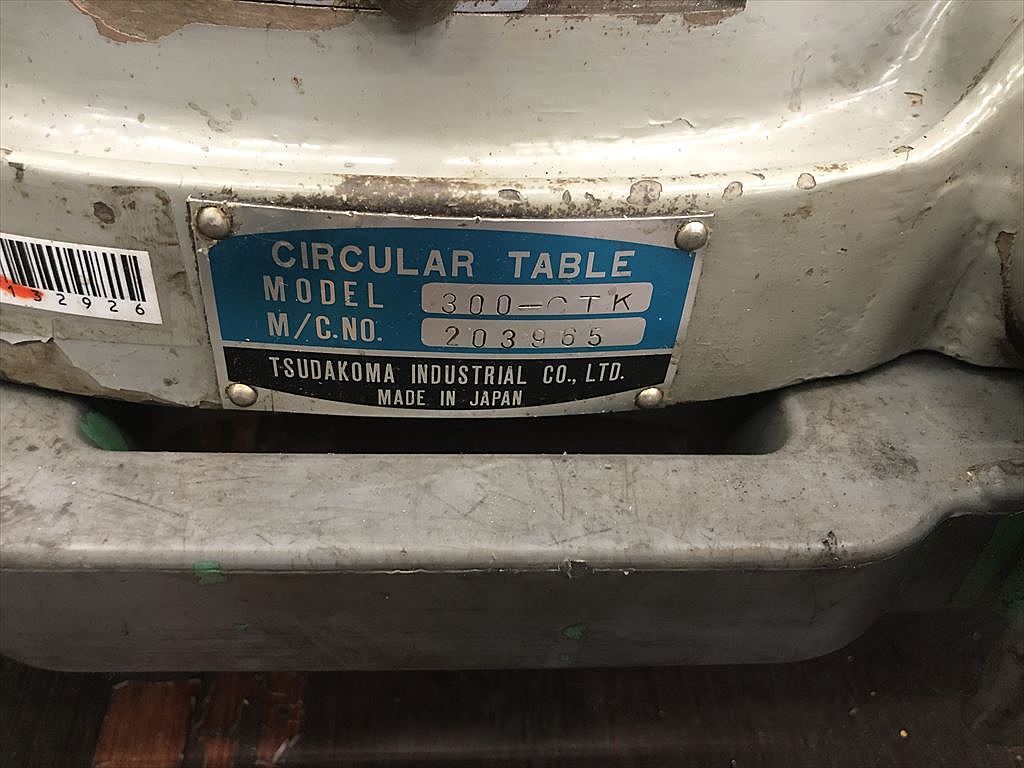 CIRCULAR TABLE
MODEL
M/C.NO. 203965
TSUDAKOMA INDUSTRIAL CO., LTD.
MADE IN JAPAN